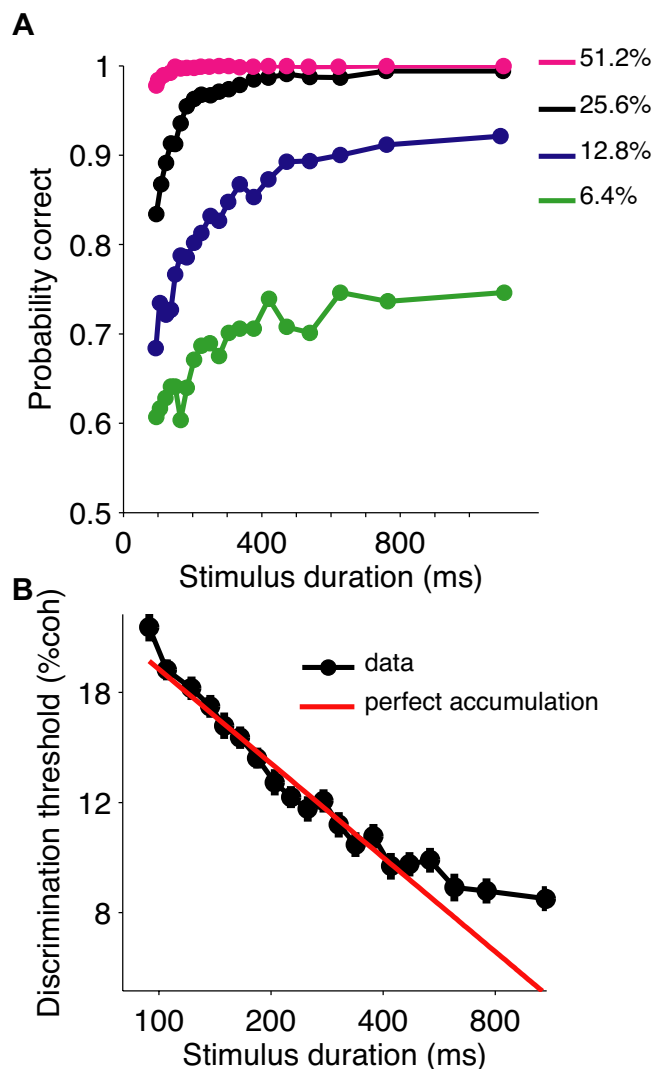 A
1
0.9
0.8
0.7
0.6
0.5
Probability correct
0 400 800
Stimulus duration (ms)
51.2%
25.6%
12.8%
6.4%
B
18
12
8
Discrimination threshold (%coh)
data
perfect accumulation
100 200 400 800
Stimulus duration (ms)